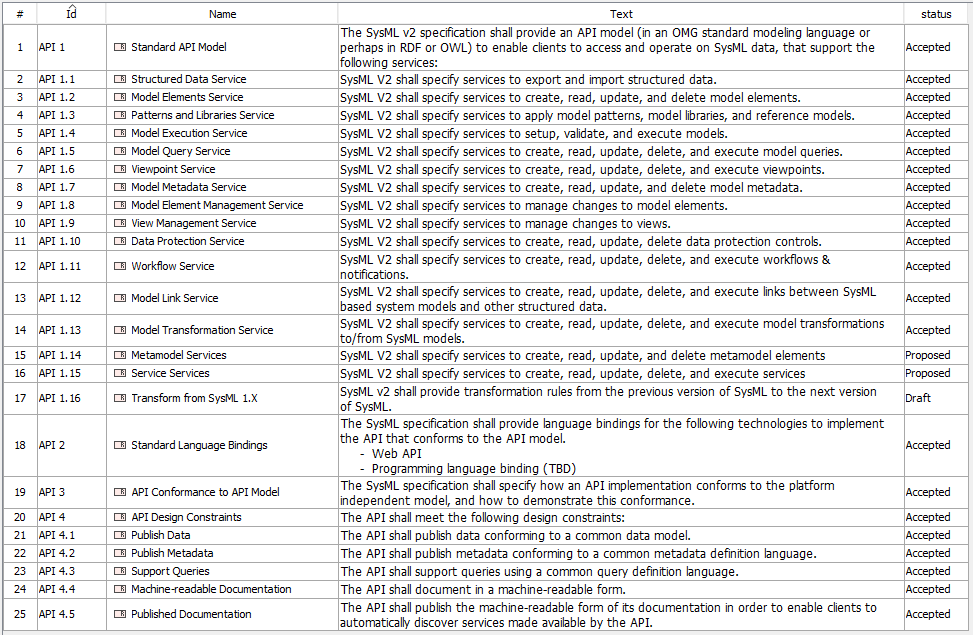 # Id Name Text status
The SysML v2 specification shall provide an API model (in an OMG standard modeling language or
1 API 1 Standard API Model perhaps in RDF or OWL) to enable clients to access and operate on SysML data, that support the Accepted
following services:
2 API 1.1 Structured Data Service SysML V2 shall specify services to export and import structured data. Accepted
3 API 1.2 Model Elements Service SysML V2 shall specify services to create, read, update, and delete model elements. Accepted
4 API 1.3 Patterns and Libraries Service SysML V2 shall specify services to apply model patterns, model libraries, and reference models. Accepted
5 API 1.4 Model Execution Service SysML V2 shall specify services to setup, validate, and execute models. Accepted
6 API 1.5 Model Query Service SysML V2 shall specify services to create, read, update, delete, and execute model queries. Accepted
7 API 1.6 Viewpoint Service SysML V2 shall specify services to create, read, update, delete, and execute viewpoints. Accepted
8 API 1.7 Model Metadata Service SysML V2 shall specify services to create, read, update, and delete model metadata. Accepted
9 API 1.8 Model Element Management Service SysML V2 shall specify services to manage changes to model elements. Accepted
10 API 1.9 View Management Service SysML V2 shall specify services to manage changes to views. Accepted
11 API 1.10 Data Protection Service SysML V2 shall specify services to create, read, update, delete data protection controls. Accepted
12 API 1.11 Workflow Service SysML V2 shall specify services to create, read, update, delete, and execute workflows & Accepted
notifications.
13 API 1.12 Model Link Service SysML V2 shall specify services to create, read, update, delete, and execute links between SysML Accepted
based system models and other structured data.
14 API 1.13 Model Transformation Service SysML V2 shall specify services to create, read, update, delete, and execute model transformations Accepted
to/from SysML models.
15 API 1.14 Metamodel Services SysML V2 shall specify services to create, read, update, and delete metamodel elements Proposed
16 API 1.15 Service Services SysML V2 shall specify services to create, read, update, delete, and execute services Proposed
17 API 1.16 Transform from SysML 1.X SysML v2 shall provide transformation rules from the previous version of SysML to the next version Draft
of SysML.
The SysML specification shall provide language bindings for the following technologies to implement
18 API 2 Standard Language Bindings the API that conforms to the API model. Accepted
- Web API
- Programming language binding (TBD)
19 API 3 API Conformance to API Model The SysML specification shall specify how an API implementation conforms to the platform Accepted
independent model, and how to demonstrate this conformance.
20 API 4 API Design Constraints The API shall meet the following design constraints: Accepted
21 API 4.1 Publish Data The API shall publish data conforming to a common data model. Accepted
22 API 4.2 Publish Metadata The API shall publish metadata conforming to a common metadata definition language. Accepted
23 API 4.3 Support Queries The API shall support queries using a common query definition language. Accepted
24 API 4.4 Machine-readable Documentation The API shall document in a machine-readable form. Accepted
25 API 4.5 Published Documentation The API shall publish the machine-readable form of its documentation in order to enable clients to Accepted
automatically discover services made available by the API.